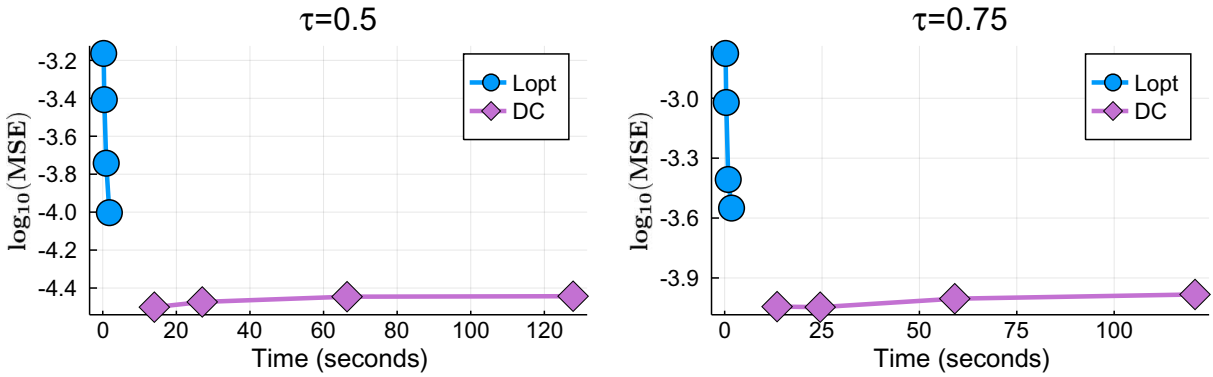 τ=0.5
log₁₀(MSE)
-3.2
-3.4
-3.6
-3.8
-4.0
-4.2
-4.4
0
20
40
60
80
100
120
Time (seconds)
Lopt
DC
τ=0.75
log₁₀(MSE)
-3.0
-3.3
-3.6
-3.9
0
25
50
75
100
Time (seconds)
Lopt
DC